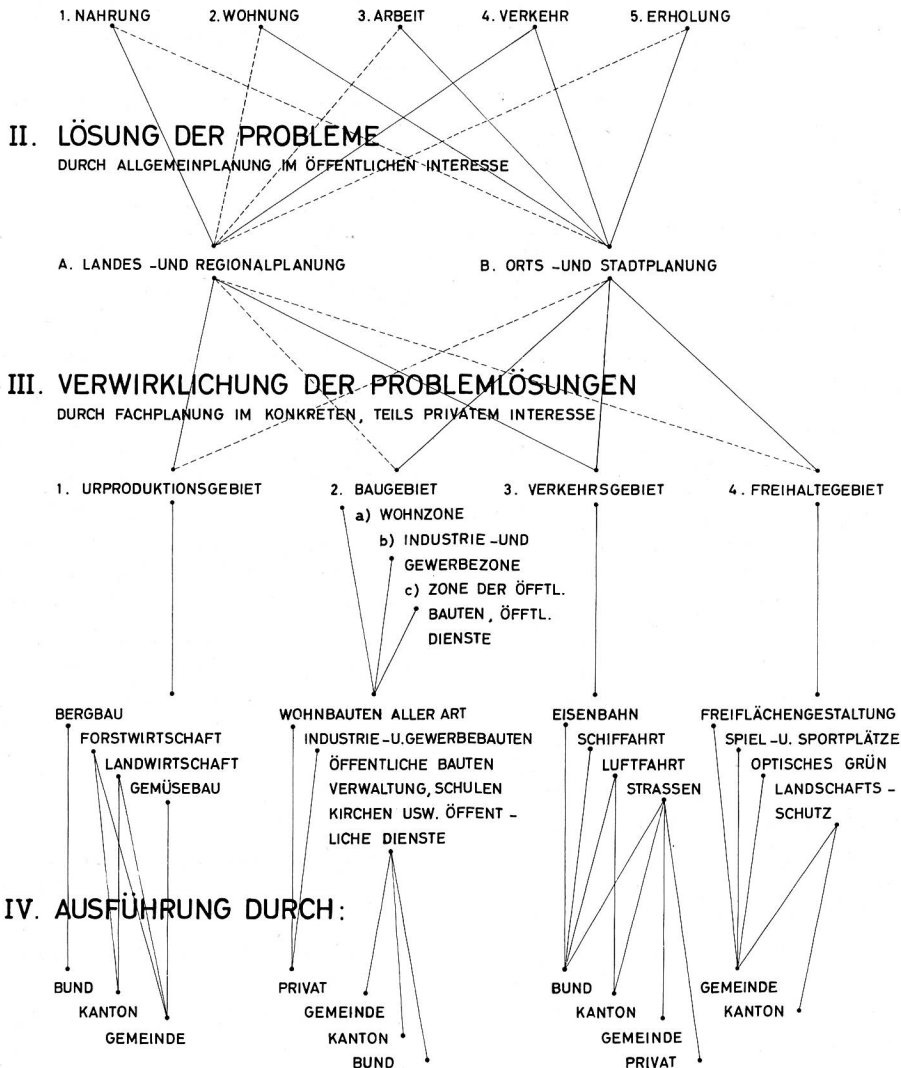 1. NAHRUNG 2. WOHNUNG 3. ARBEIT 4. VERKEHR 5. ERHOLUNG
II. LÖSUNG DER PROBLEME
DURCH ALLGEMEINPLANUNG IM ÖFFENTLICHEN INTERESSE
A. LANDES -UND REGIONALPLANUNG B. ORTS -UND STADTPLANUNG
III. VERWIRKLICHUNG DER PROBLEMLÖSUNGEN
DURCH FACHPLANUNG IM KONKRETEN, TEILS PRIVATEM INTERESSE
1. URPRODUKTIONSGEBIET 2. BAUGEBIET 3. VERKEHRSGEBIET 4. FREIHALTEGEBIET
a) WOHNZONE
b) INDUSTRIE -UND
GEWERBEZONE
c) ZONE DER ÖFFTL.
BAUTEN, ÖFFTL.
DIENSTE
BERGBAU
FORSTWIRTSCHAFT
LANDWIRTSCHAFT
GEMÜSEBAU
WOHNBAUTEN ALLER ART
INDUSTRIE -U. GEWERBEBAUTEN
ÖFFENTLICHE BAUTEN
VERWALTUNG, SCHULEN
KIRCHEN USW. ÖFFENT -
LICHE DIENSTE
EISENBAHN
SCHIFFAHRT
LUFTFAHRT
STRASSEN
FREIFLÄCHENGESTALTUNG
SPIEL -U. SPORTPLÄTZE
OPTISCHES GRÜN
LANDSCHAFTS -
SCHUTZ
IV. AUSFÜHRUNG DURCH:
BUND
KANTON
GEMEINDE
PRIVAT
GEMEINDE
KANTON
BUND
BUND
KANTON
GEMEINDE
PRIVAT
GEMEINDE
KANTON